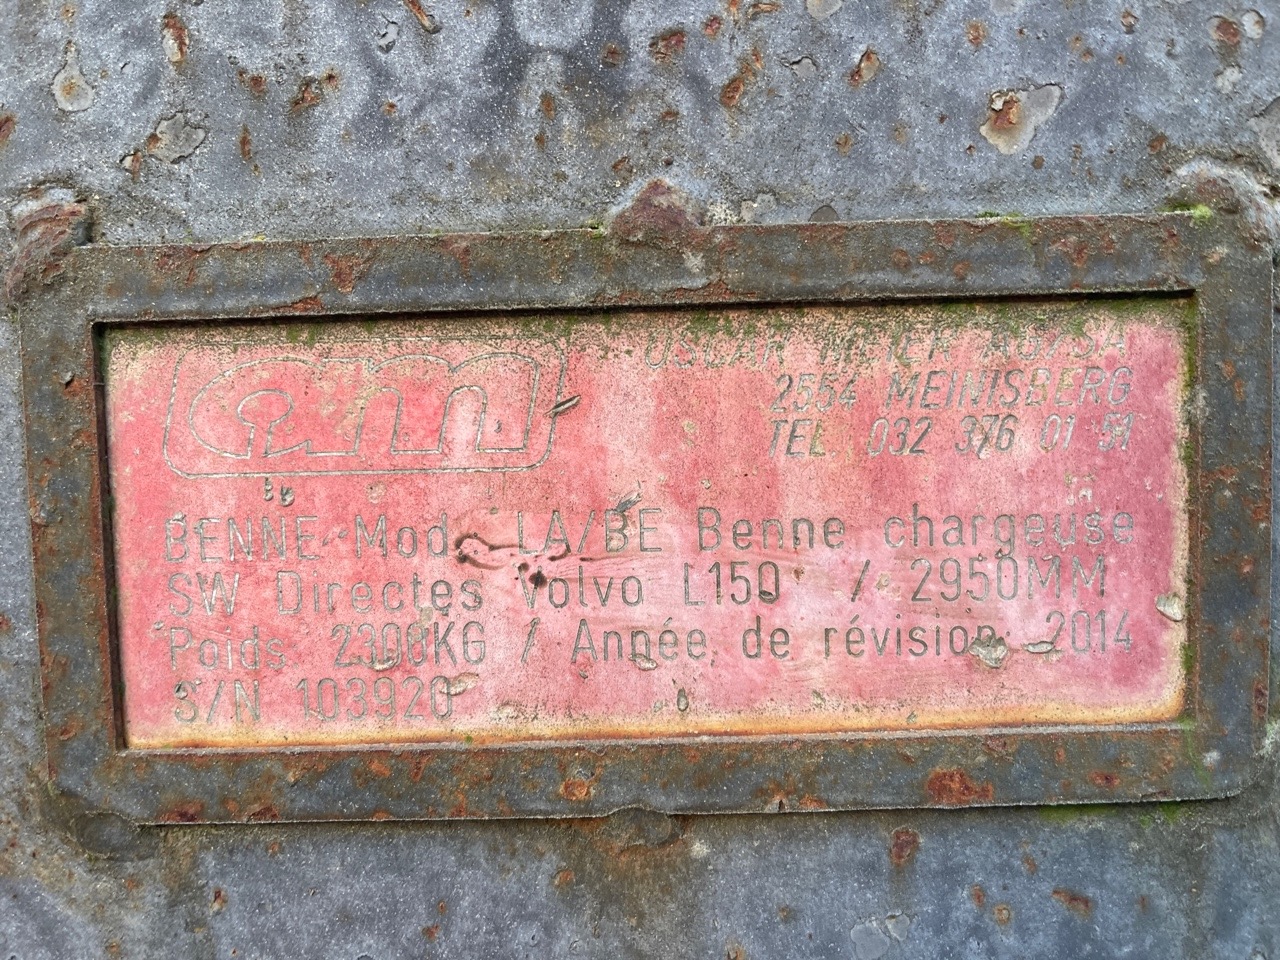 om
OSCAR MEIER AG/SA
2554 MEINISBERG
TEL. 032 376 01 51
BENNE Mod. LA/BE Benne chargeuse
SW Directes Volvo L150 / 2950MM
Poids 2300KG / Année de révision 2014
S/N 103920